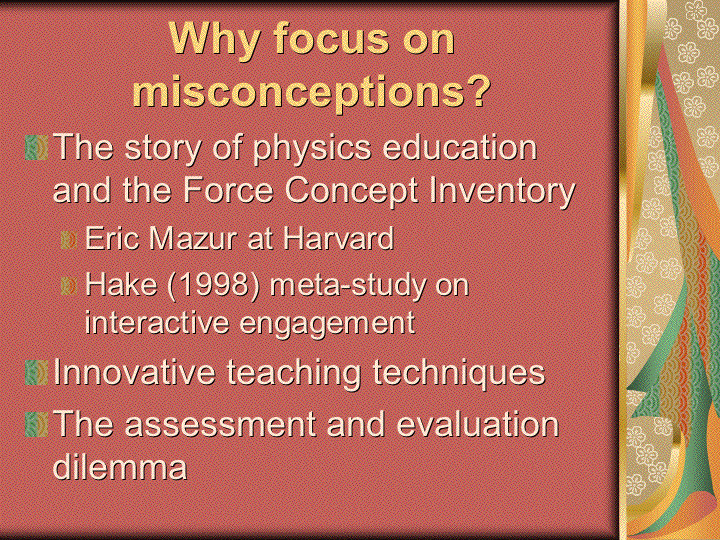 Why focus on
misconceptions?
The story of physics education
and the Force Concept Inventory
Eric Mazur at Harvard
Hake (1998) meta-study on
interactive engagement
Innovative teaching techniques
The assessment and evaluation
dilemma